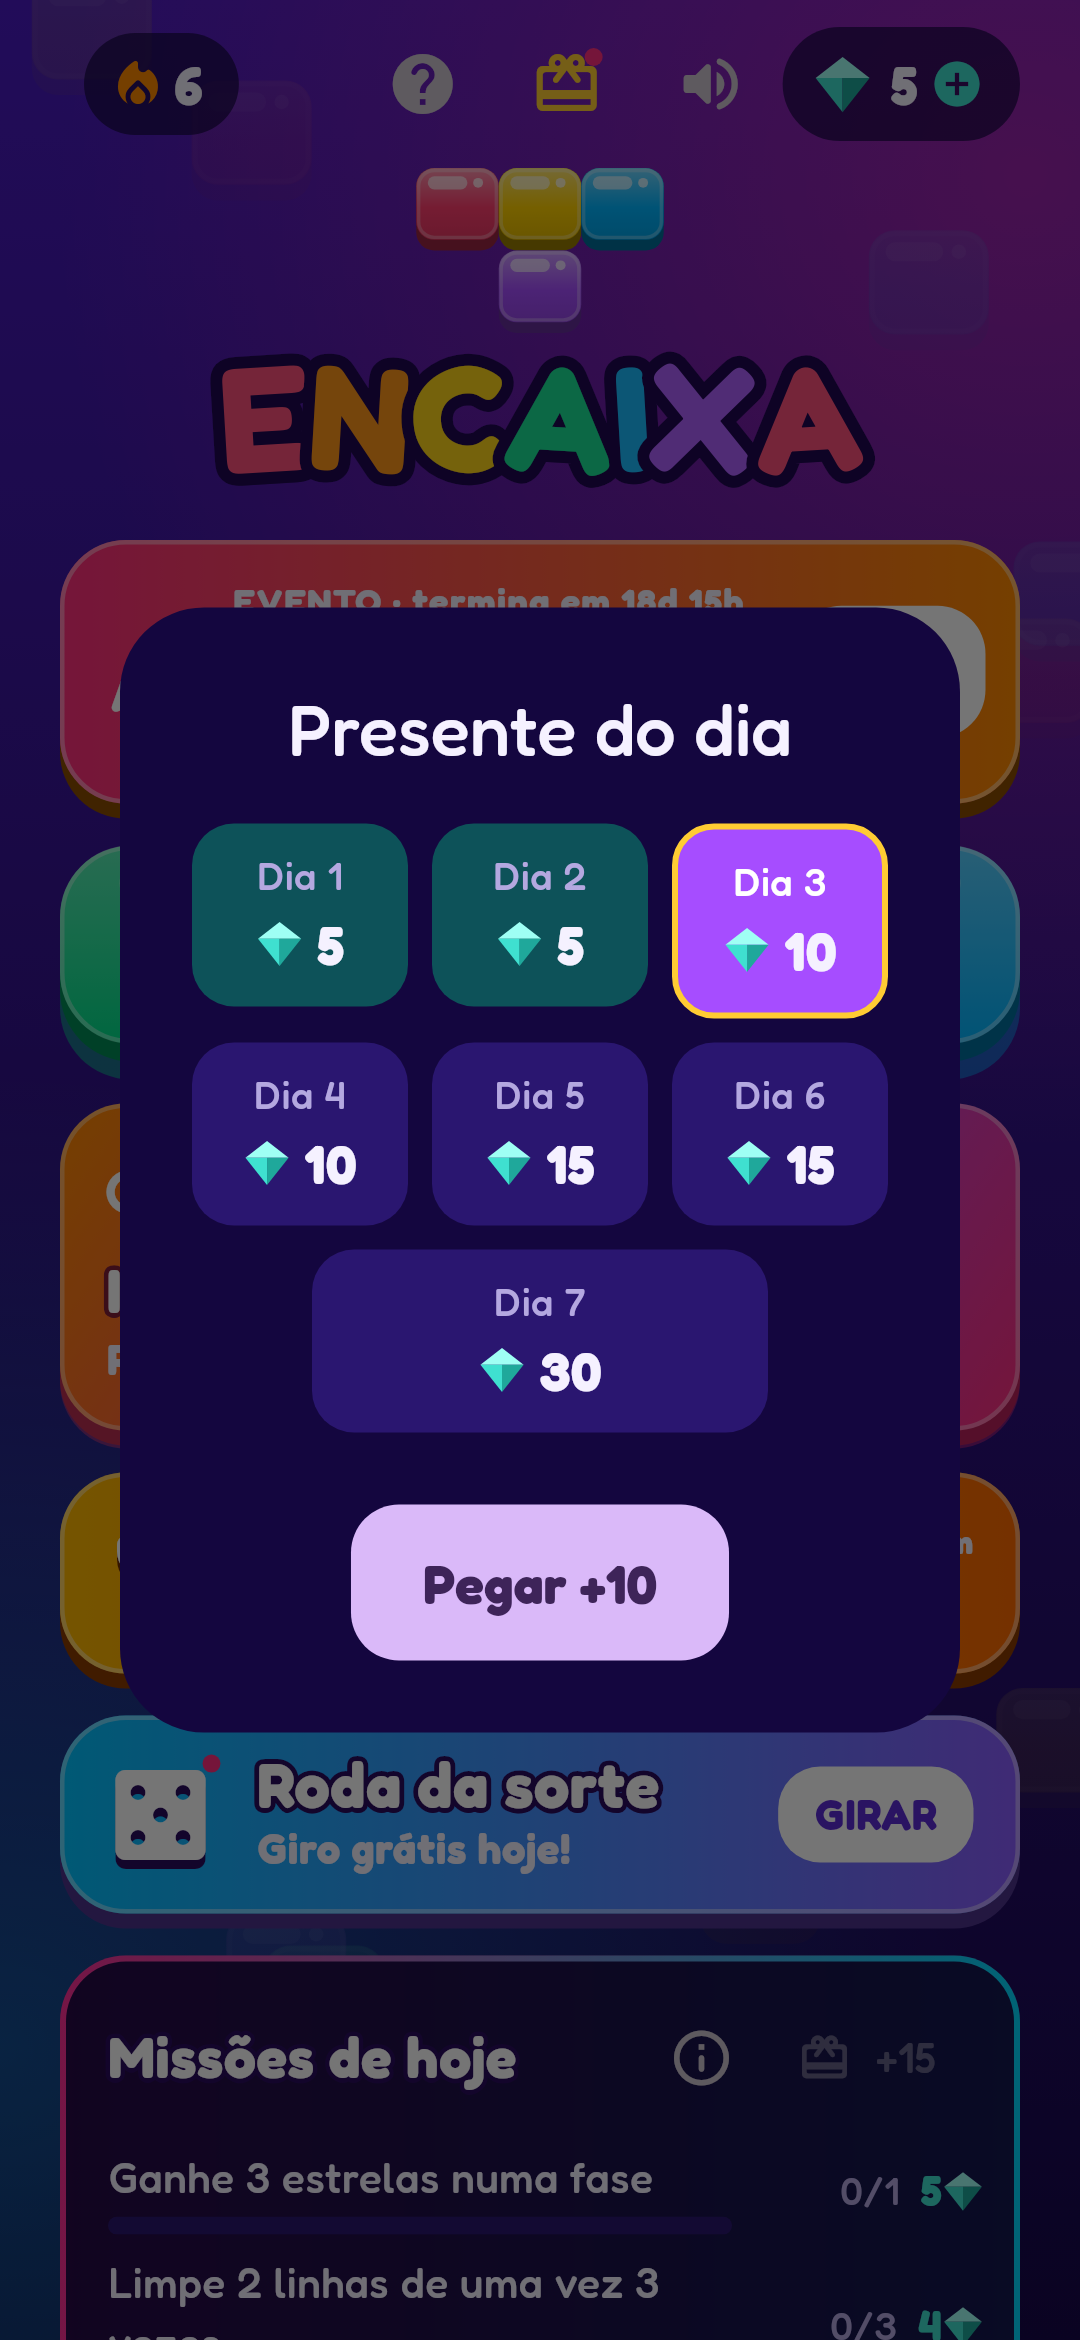 6
5
ENCAIXA
EVENTO · termina em 18d 15h
Presente do dia
Dia 1
5
Dia 2
5
Dia 3
10
Dia 4
10
Dia 5
15
Dia 6
15
Dia 7
30
Pegar +10
Roda da sorte
Giro grátis hoje!
GIRAR
Missões de hoje
+15
Ganhe 3 estrelas numa fase
0/1 5
Limpe 2 linhas de uma vez 3
0/3 4